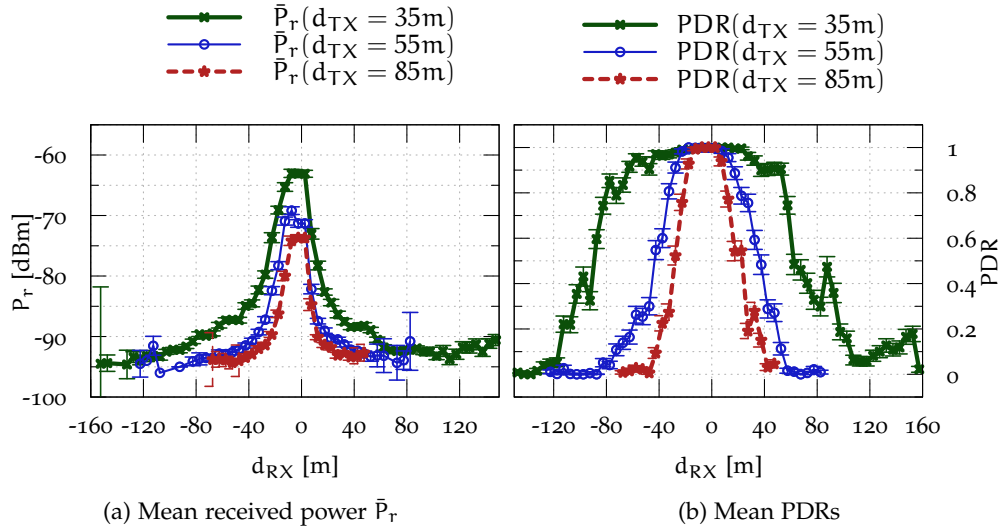 P̄r(dTX = 35m)
P̄r(dTX = 55m)
P̄r(dTX = 85m)
PDR(dTX = 35m)
PDR(dTX = 55m)
PDR(dTX = 85m)
-60
-70
-80
-90
-100
Pr [dBm]
-160 -120 -80 -40 0 40 80 120 160
dRX [m]
(a) Mean received power P̄r
1
0.8
0.6
0.4
0.2
0
PDR
-120 -80 -40 0 40 80 120 160
dRX [m]
(b) Mean PDRs